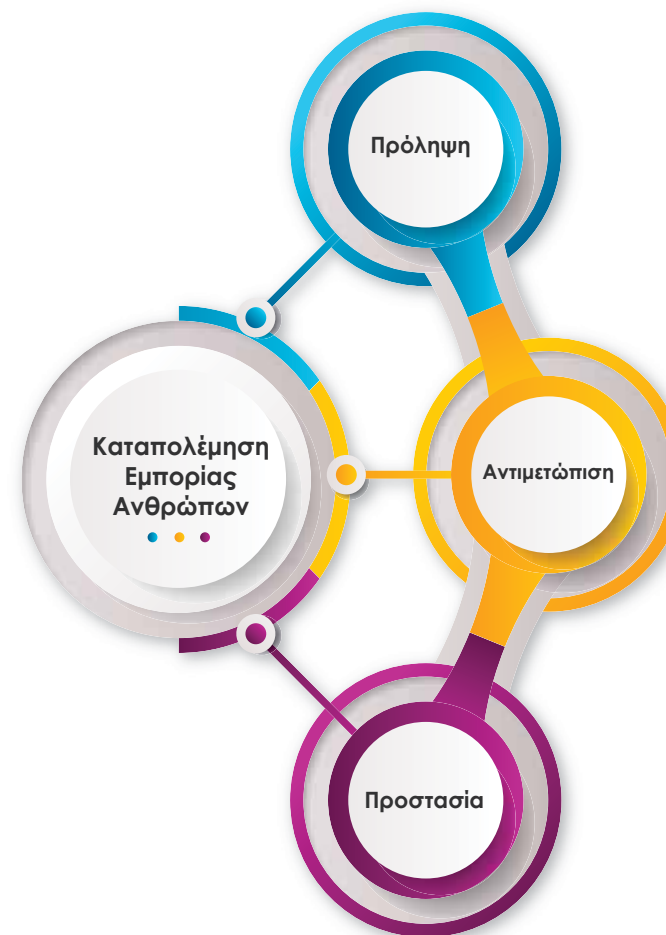 Πρόληψη
Καταπολέμηση
Εμπορίας
Ανθρώπων
Αντιμετώπιση
Προστασία